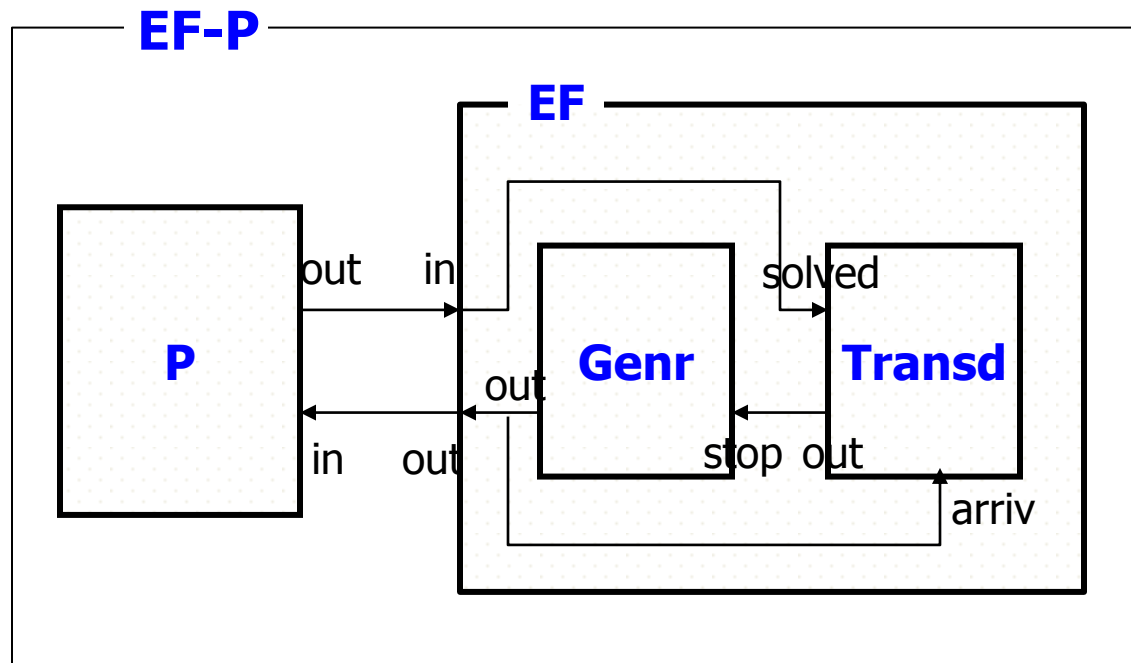 EF-P
EF
out in
solved
P
Genr
Transd
out
in out
stop out
arriv